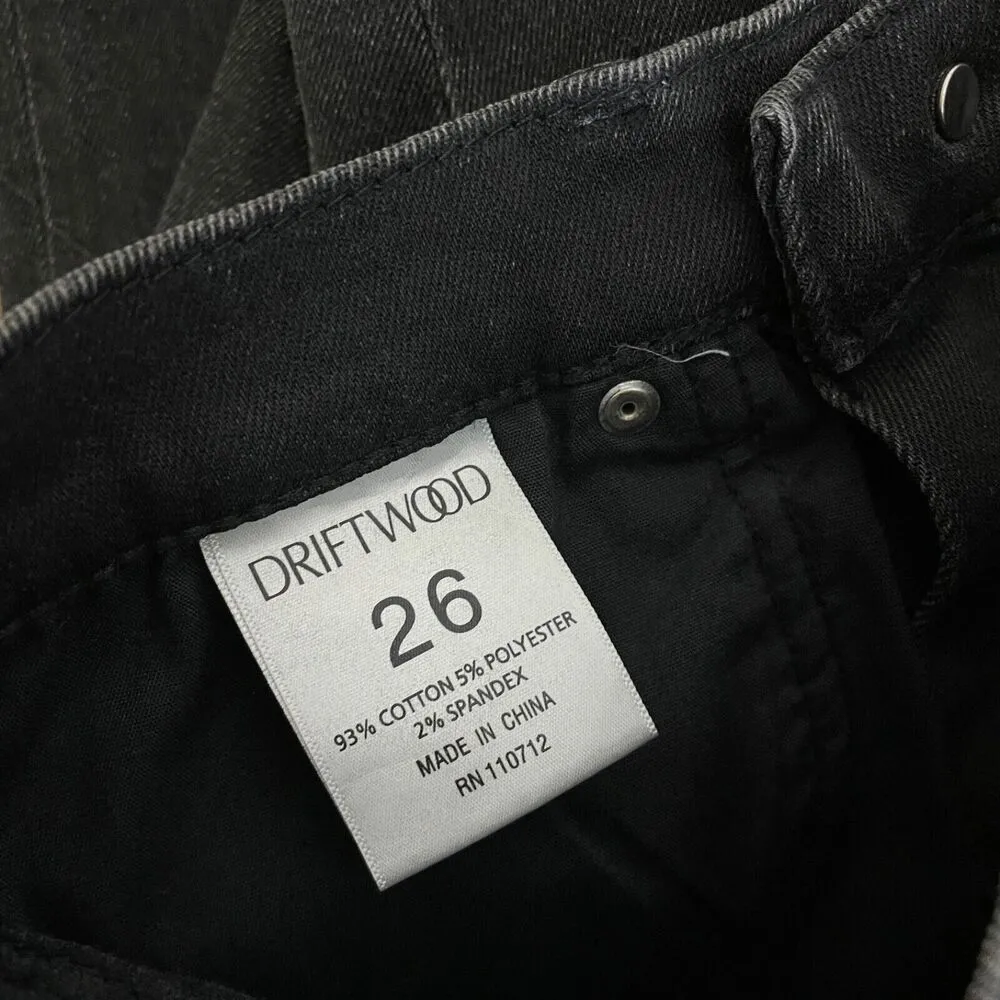 DRIFTWOOD
26
93% COTTON 5% POLYESTER
2% SPANDEX
MADE IN CHINA
RN 110712